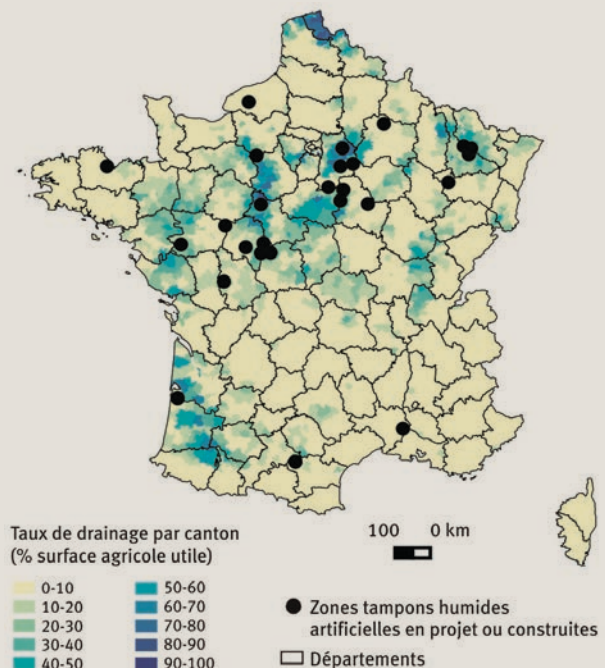 100 0 km
Taux de drainage par canton
(% surface agricole utile)
0-10
10-20
20-30
30-40
40-50
50-60
60-70
70-80
80-90
90-100
Zones tampons humides
artificielles en projet ou construites
Départements